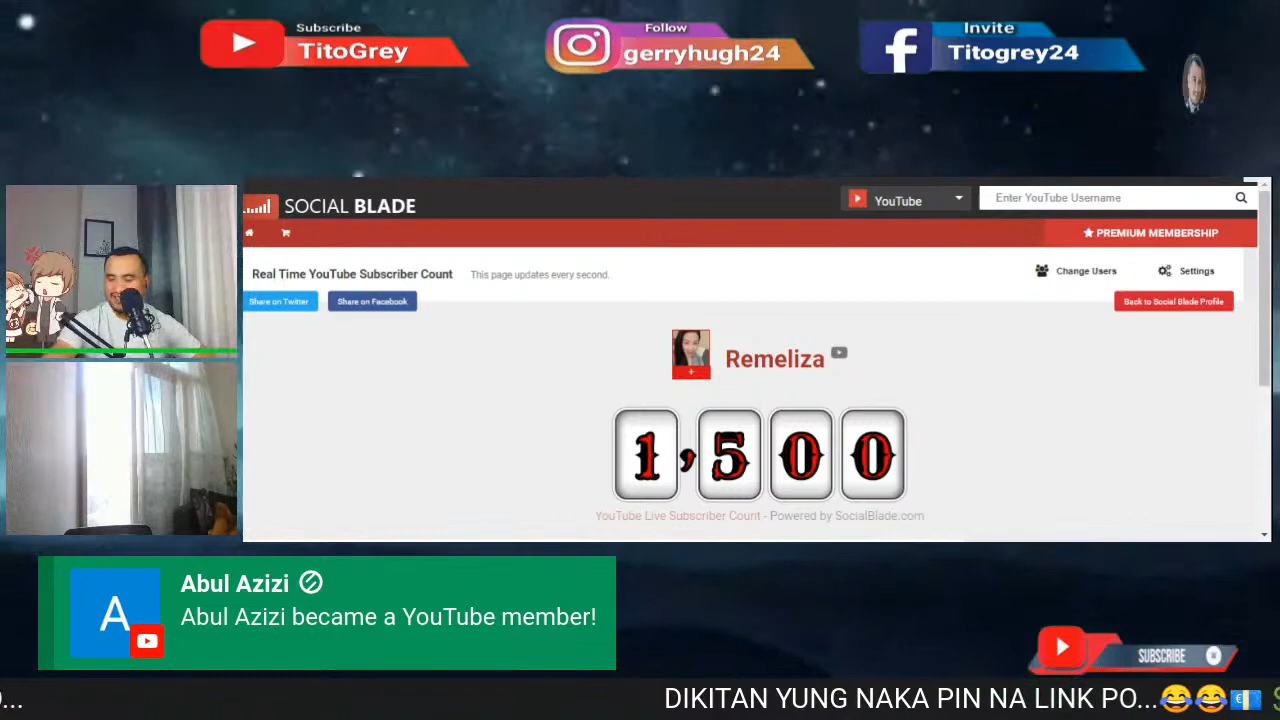 Subscribe
TitoGrey
Follow
gerryhugh24
Invite
Titogrey24
SOCIAL BLADE
YouTube
Enter YouTube Username
PREMIUM MEMBERSHIP
Real Time YouTube Subscriber Count
This page updates every second.
Change Users
Settings
Share on Twitter
Share on Facebook
Back to Social Blade Profile
Remeliza
+
1,500
YouTube Live Subscriber Count - Powered by SocialBlade.com
A
Abul Azizi
Abul Azizi became a YouTube member!
SUBSCRIBE
... DIKITAN YUNG NAKA PIN NA LINK PO...😂😂💶